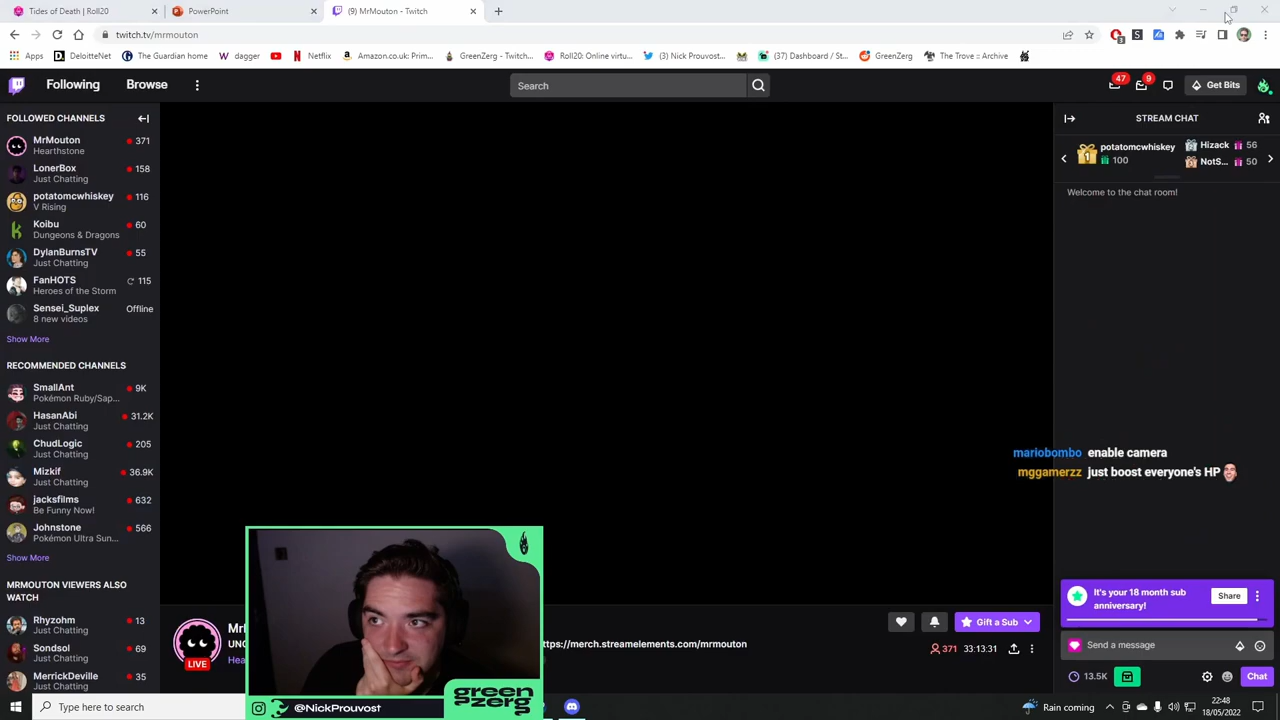 Tides of Death | Roll20
PowerPoint
(9) MrMouton - Twitch
twitch.tv/mrmouton
Apps
DeloitteNet
The Guardian home
dagger
Netflix
Amazon.co.uk: Prim...
GreenZerg - Twitch...
Roll20: Online virtu...
(3) Nick Prouvost...
(37) Dashboard / St...
GreenZerg
The Trove :: Archive
Following
Browse
Search
47
9
Get Bits
FOLLOWED CHANNELS
MrMouton
371
Hearthstone
LonerBox
158
Just Chatting
potatomcwhiskey
116
V Rising
Koibu
60
Dungeons & Dragons
DylanBurnsTV
55
Just Chatting
FanHOTS
115
Heroes of the Storm
Sensei_Suplex
Offline
8 new videos
Show More
RECOMMENDED CHANNELS
SmallAnt
9K
Pokémon Ruby/Sap...
HasanAbi
31.2K
Just Chatting
ChudLogic
205
Just Chatting
Mizkif
36.9K
Just Chatting
jacksfilms
632
Be Funny Now!
Johnstone
566
Pokémon Ultra Sun...
Show More
MRMOUTON VIEWERS ALSO
WATCH
Rhyzohm
13
Just Chatting
Sondsol
69
Just Chatting
MerrickDeville
35
Just Chatting
STREAM CHAT
potatomcwhiskey
100
Hizack 56
NotS... 50
Welcome to the chat room!
mariobombo enable camera
mggamerzz just boost everyone's HP
It's your 18 month sub
anniversary!
Share
Send a message
13.5K
Chat
LIVE
https://merch.streamelements.com/mrmouton
Gift a Sub
371
33:13:31
green
zerg
@NickProuvost
Type here to search
Rain coming
22:48
18/05/2022